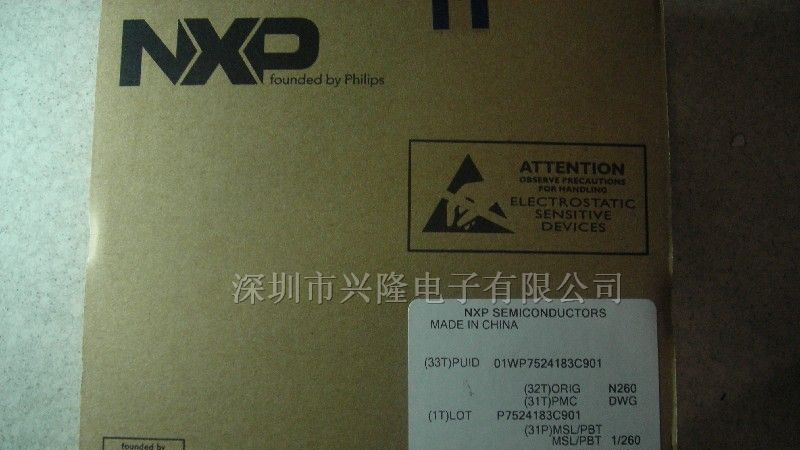 NXP
founded by Philips
ATTENTION
OBSERVE PRECAUTIONS
FOR HANDLING
ELECTROSTATIC
SENSITIVE
DEVICES
深圳市兴隆电子有限公司
NXP SEMICONDUCTORS
MADE IN CHINA
(33T)PUID 01WP7524183C901
(32T)ORIG N260
(31T)PMC DWG
(1T)LOT P7524183C901
(31P)MSL/PBT
MSL/PBT 1/260
founded by